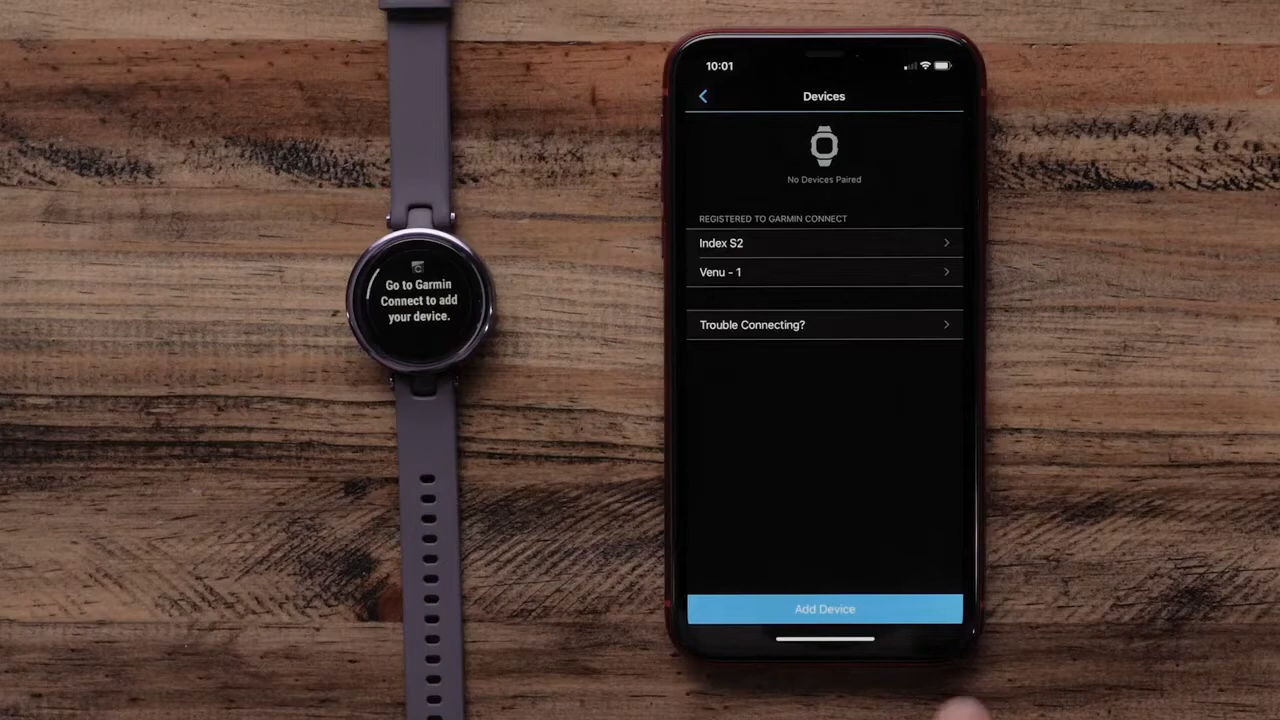 Go to Garmin
Connect to add
your device.
10:01
Devices
No Devices Paired
REGISTERED TO GARMIN CONNECT
Index S2
Venu - 1
Trouble Connecting?
Add Device